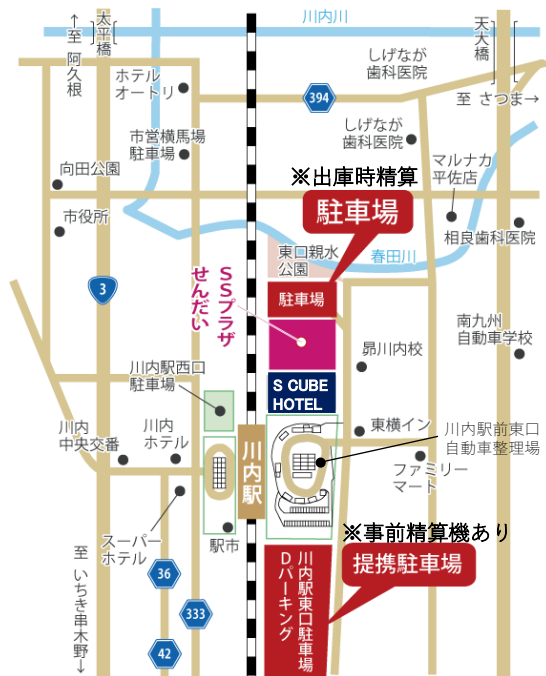 川内川
↑至 阿久根
太平橋
天大橋
しげなが
歯科医院
至 さつま→
ホテル
オートリ
394
市営横馬場
駐車場
しげなが
歯科医院
向田公園
※出庫時精算
駐車場
マルナカ
平佐店
市役所
相良歯科医院
東口親水
公園
春田川
3
SSプラザ
せんだい
駐車場
南九州
自動車学校
川内駅西口
駐車場
昴川内校
S CUBE
HOTEL
川内
中央交番
川内
ホテル
川内駅
東横イン
川内駅前東口
自動車整理場
ファミリー
マート
スーパー
ホテル
駅市
※事前精算機あり
提携駐車場
至 いちき串木野↓
36
333
42
川内駅東口駐車場
Dパーキング